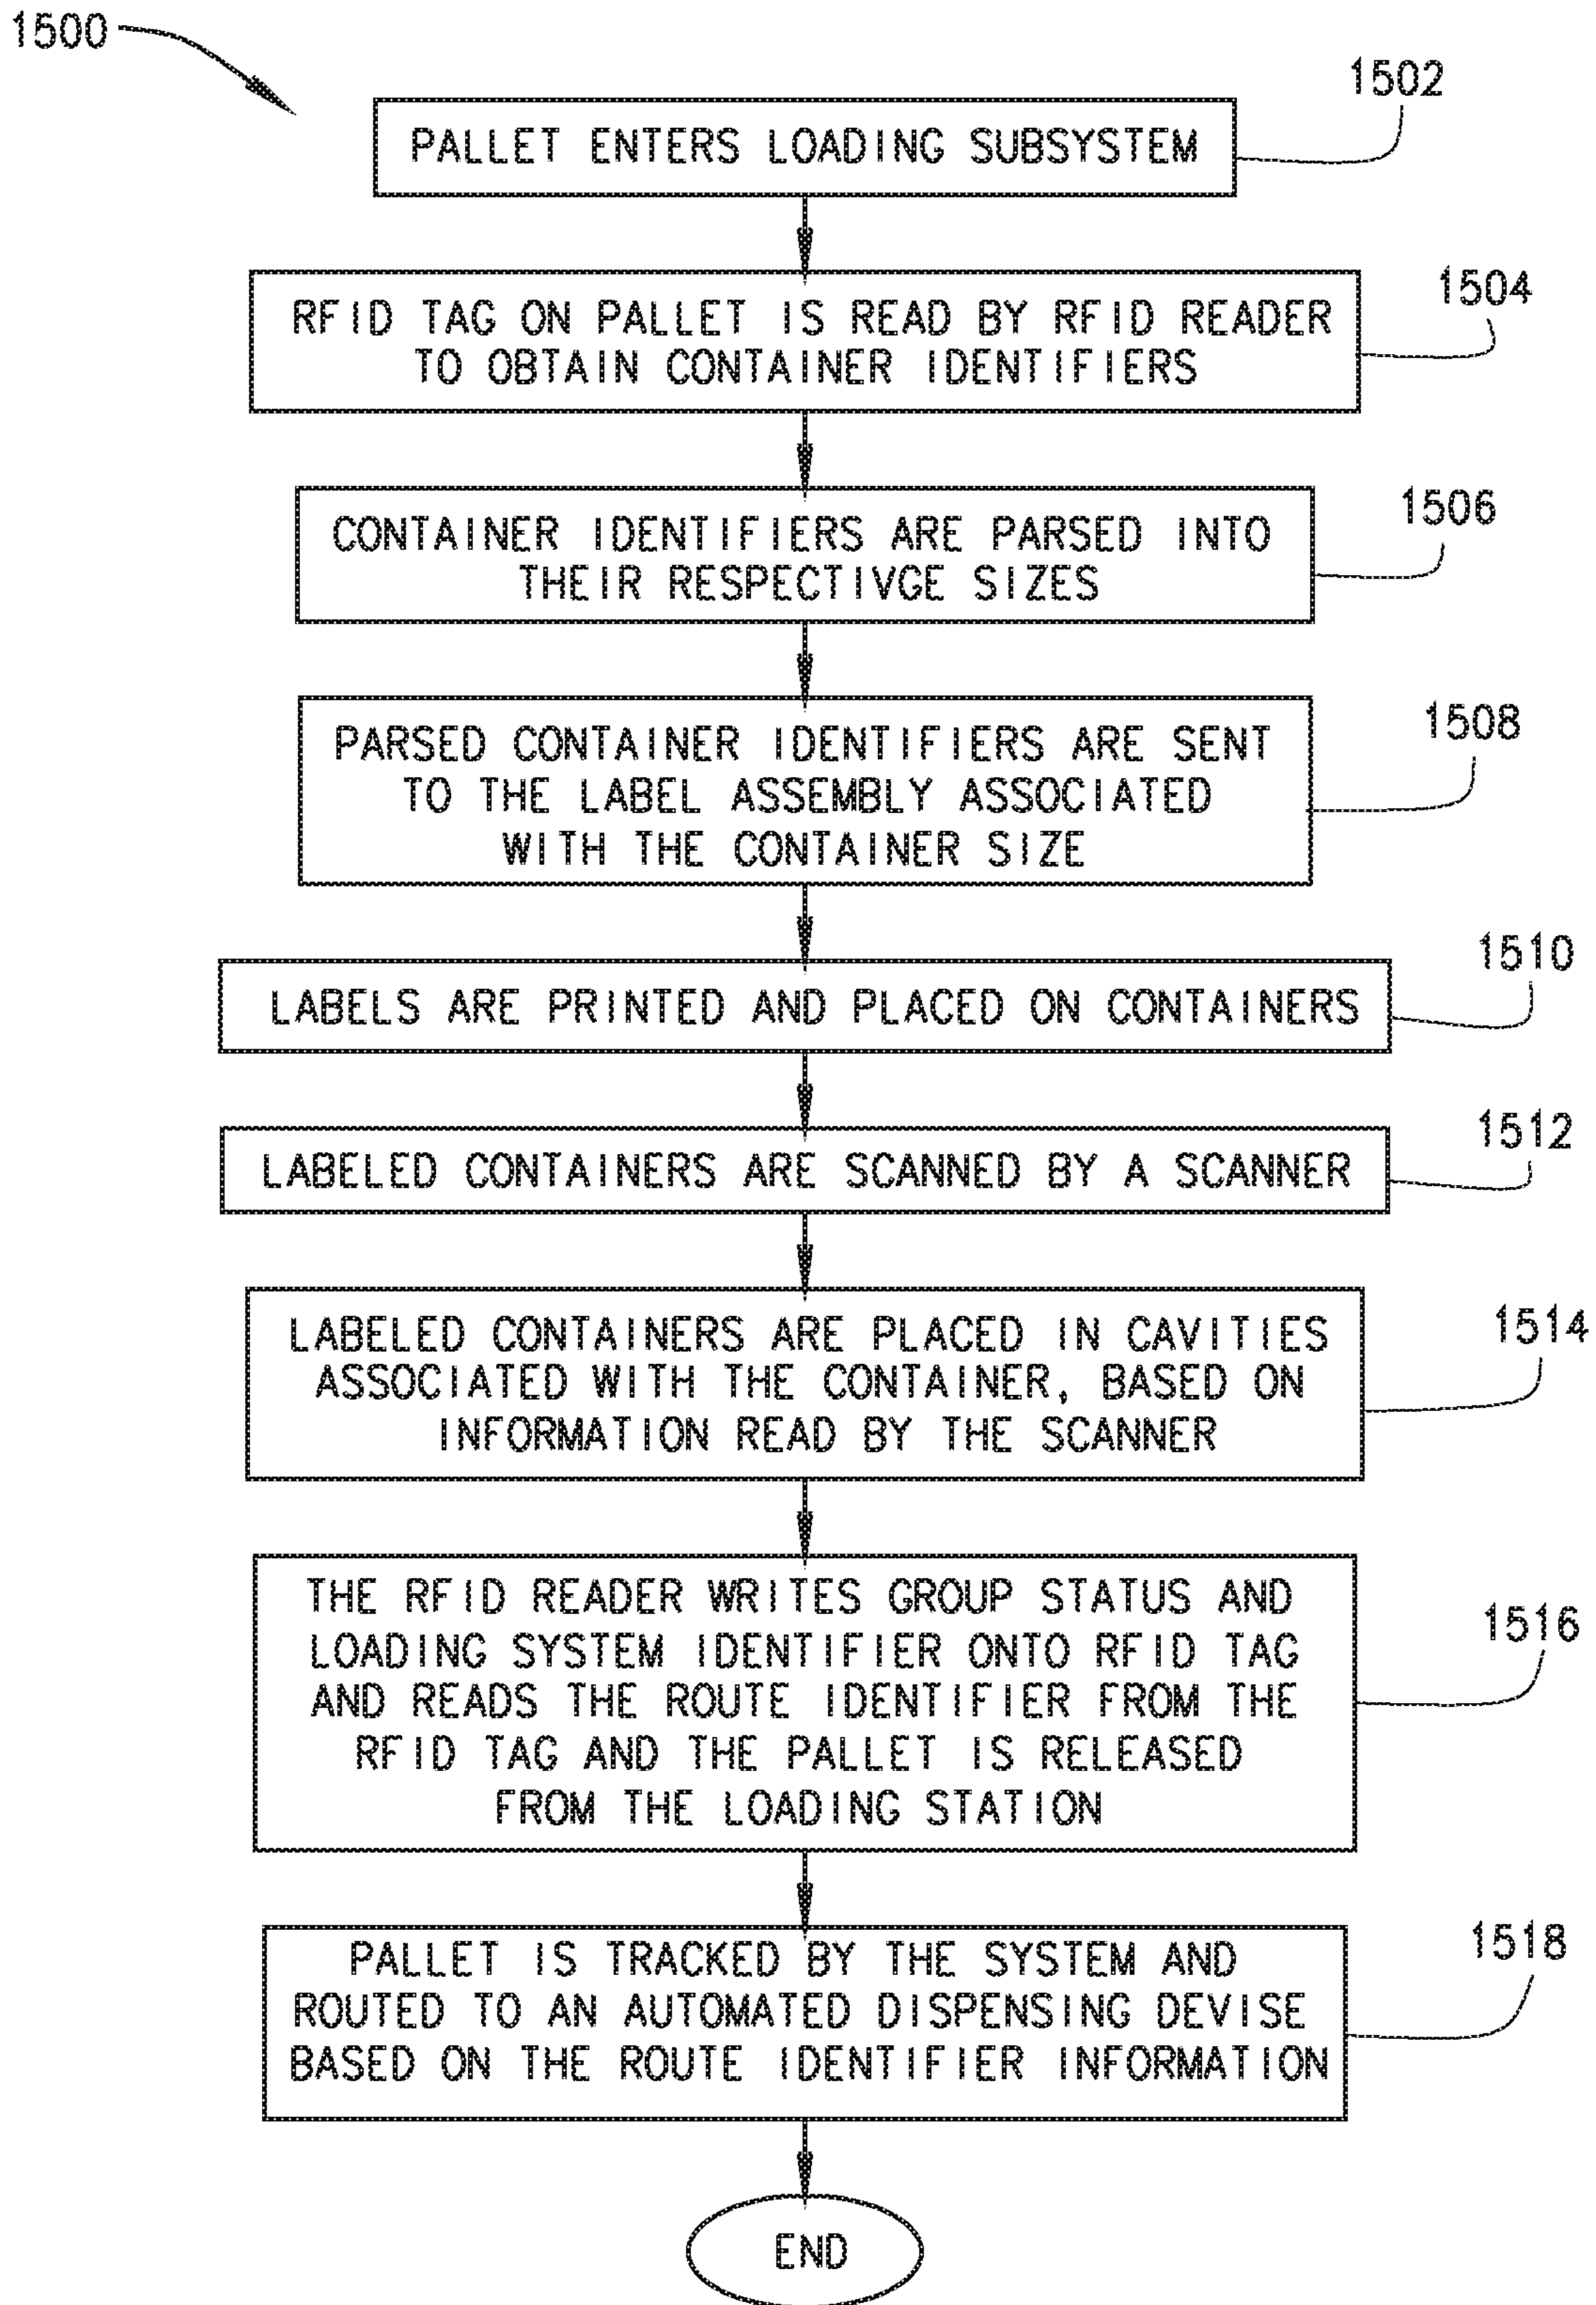 1500
1502
PALLET ENTERS LOADING SUBSYSTEM
1504
RFID TAG ON PALLET IS READ BY RFID READER
TO OBTAIN CONTAINER IDENTIFIERS
1506
CONTAINER IDENTIFIERS ARE PARSED INTO
THEIR RESPECTIVGE SIZES
1508
PARSED CONTAINER IDENTIFIERS ARE SENT
TO THE LABEL ASSEMBLY ASSOCIATED
WITH THE CONTAINER SIZE
1510
LABELS ARE PRINTED AND PLACED ON CONTAINERS
1512
LABELED CONTAINERS ARE SCANNED BY A SCANNER
1514
LABELED CONTAINERS ARE PLACED IN CAVITIES
ASSOCIATED WITH THE CONTAINER, BASED ON
INFORMATION READ BY THE SCANNER
1516
THE RFID READER WRITES GROUP STATUS AND
LOADING SYSTEM IDENTIFIER ONTO RFID TAG
AND READS THE ROUTE IDENTIFIER FROM THE
RFID TAG AND THE PALLET IS RELEASED
FROM THE LOADING STATION
1518
PALLET IS TRACKED BY THE SYSTEM AND
ROUTED TO AN AUTOMATED DISPENSING DEVISE
BASED ON THE ROUTE IDENTIFIER INFORMATION
END